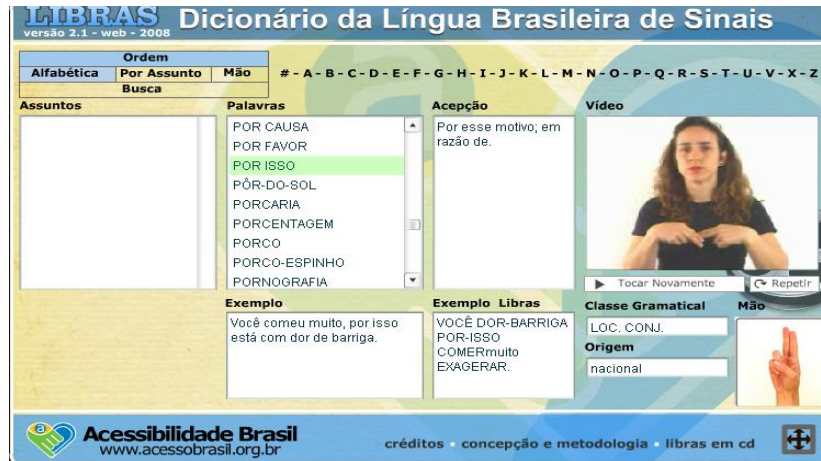 LIBRAS Dicionário da Língua Brasileira de Sinais
versão 2.1 - web - 2008
Ordem
Alfabética Por Assunto Mão
Busca
# - A - B - C - D - E - F - G - H - I - J - K - L - M - N - O - P - Q - R - S - T - U - V - X - Z
Assuntos
Palavras
POR CAUSA
POR FAVOR
POR ISSO
PÔR-DO-SOL
PORCARIA
PORCENTAGEM
PORCO
PORCO-ESPINHO
PORNOGRAFIA
Acepção
Por esse motivo; em
razão de.
Vídeo
Tocar Novamente Repetir
Exemplo
Você comeu muito, por isso
está com dor de barriga.
Exemplo Libras
VOCÊ DOR-BARRIGA
POR-ISSO
COMERmuito
EXAGERAR.
Classe Gramatical
LOC. CONJ.
Origem
nacional
Mão
a
Acessibilidade Brasil
www.acessobrasil.org.br
créditos - concepção e metodologia - libras em cd